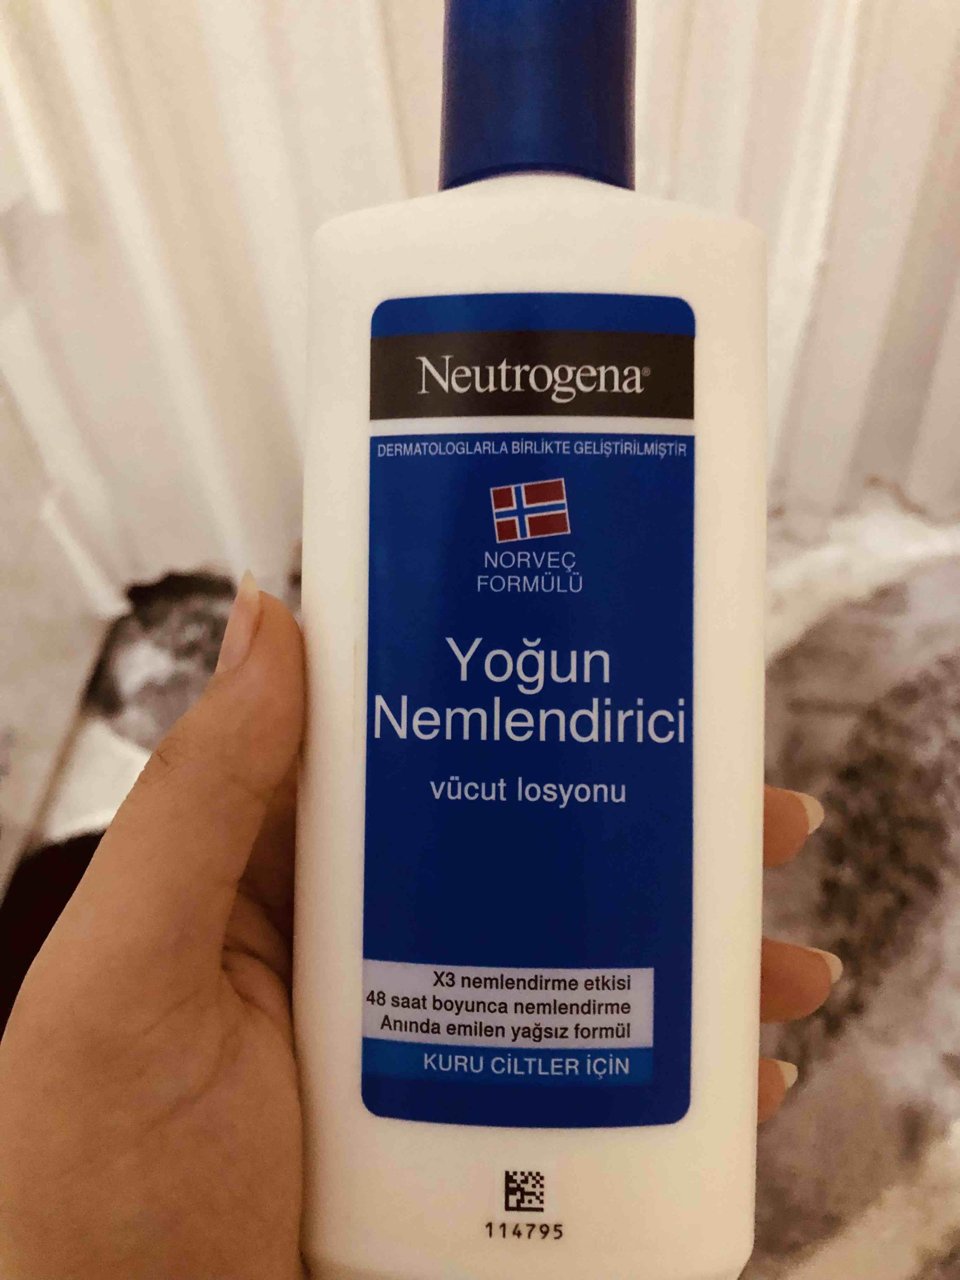 Neutrogena®
DERMATOLOGLARLA BİRLİKTE GELİŞTİRİLMİŞTİR
NORVEÇ
FORMÜLÜ
Yoğun
Nemlendirici
vücut losyonu
X3 nemlendirme etkisi
48 saat boyunca nemlendirme
Anında emilen yağsız formül
KURU CİLTLER İÇİN
114795